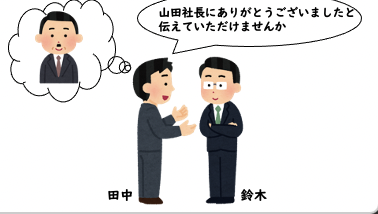 山田社長にありがとうございましたと
伝えていただけませんか
田中
鈴木